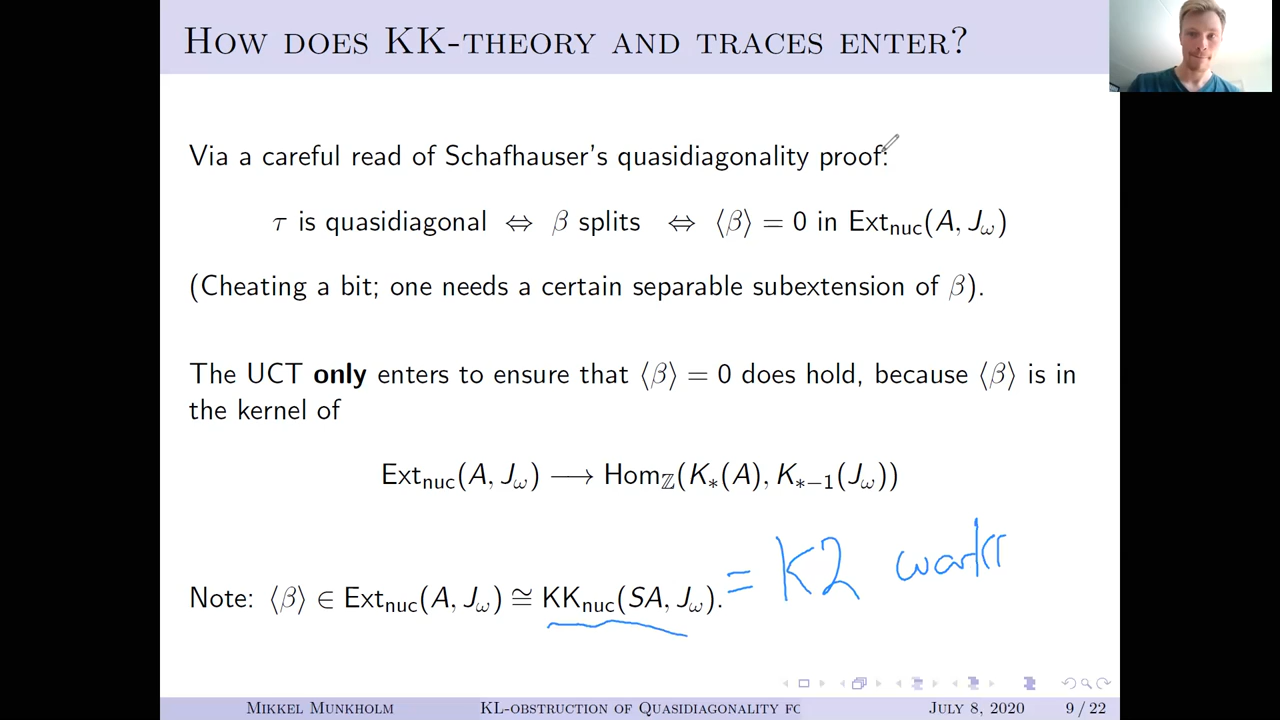 HOW DOES KK-THEORY AND TRACES ENTER?
Via a careful read of Schafhauser's quasidiagonality proof:
τ is quasidiagonal ⇔ β splits ⇔ ⟨β⟩ = 0 in Ext_nuc(A, J_ω)
(Cheating a bit; one needs a certain separable subextension of β).
The UCT only enters to ensure that ⟨β⟩ = 0 does hold, because ⟨β⟩ is in
the kernel of
Ext_nuc(A, J_ω) ⟶ Hom_ℤ(K_*(A), K_{*−1}(J_ω))
Note: ⟨β⟩ ∈ Ext_nuc(A, J_ω) ≅ KK_nuc(SA, J_ω). = K2
MIKKEL MUNKHOLM KL-OBSTRUCTION OF QUASIDIAGONALITY FO JULY 8, 2020 9 / 22